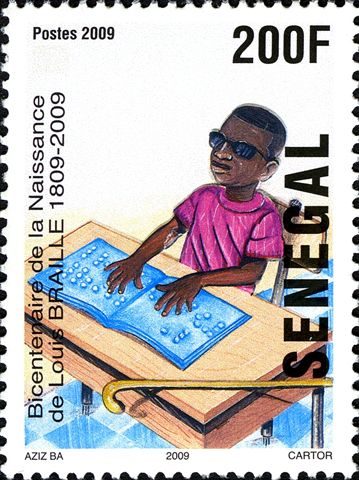 Postes 2009
200F
Bicentenaire de la Naissance
de Louis BRAILLE 1809-2009
SENEGAL
AZIZ BA
2009
CARTOR